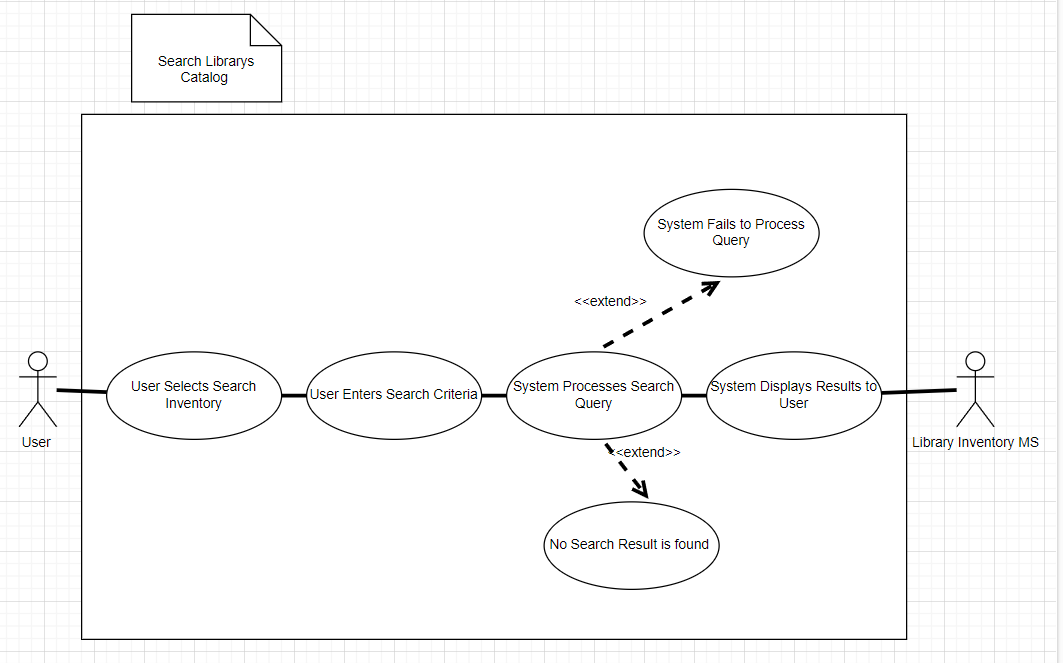 Search Librarys
Catalog
System Fails to Process
Query
<<extend>>
User Selects Search
Inventory
User Enters Search Criteria
System Processes Search
Query
System Displays Results to
User
User
Library Inventory MS
<<extend>>
No Search Result is found